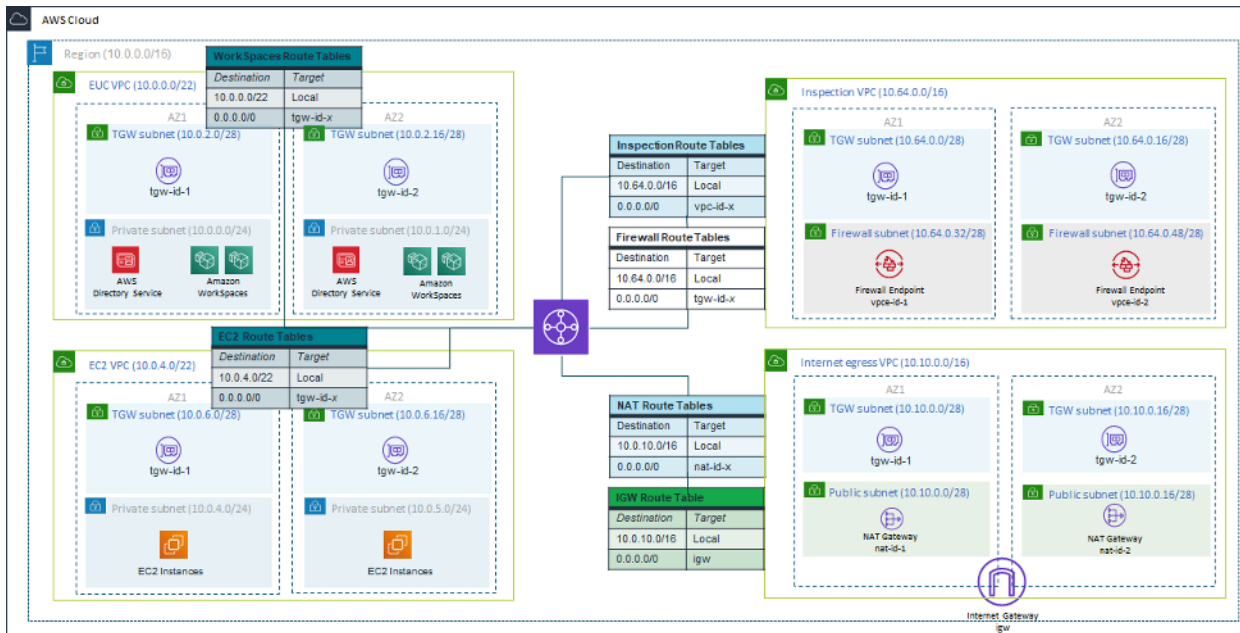 AWS Cloud
Region (10.0.0.0/16)
WorkSpaces Route Tables
Destination Target
10.0.0.0/22 Local
0.0.0.0/0 tgw-id-x
EUC VPC (10.0.0.0/22)
AZ1
TGW subnet (10.0.2.0/28)
tgw-id-1
Private subnet (10.0.0.0/24)
AWS
Directory Service
Amazon
WorkSpaces
AZ2
TGW subnet (10.0.2.16/28)
tgw-id-2
Private subnet (10.0.1.0/24)
AWS
Directory Service
Amazon
WorkSpaces
EC2 Route Tables
Destination Target
10.0.4.0/22 Local
0.0.0.0/0 tgw-id-x
EC2 VPC (10.0.4.0/22)
AZ1
TGW subnet (10.0.6.0/28)
tgw-id-1
Private subnet (10.0.4.0/24)
EC2 Instances
AZ2
TGW subnet (10.0.6.16/28)
tgw-id-2
Private subnet (10.0.5.0/24)
EC2 Instances
Inspection Route Tables
Destination Target
10.64.0.0/16 Local
0.0.0.0/0 vpc-id-x
Firewall Route Tables
Destination Target
10.64.0.0/16 Local
0.0.0.0/0 tgw-id-x
NAT Route Tables
Destination Target
10.0.10.0/16 Local
0.0.0.0/0 nat-id-x
IGW Route Table
Destination Target
10.0.10.0/16 Local
0.0.0.0/0 igw
Inspection VPC (10.64.0.0/16)
AZ1
TGW subnet (10.64.0.0/28)
tgw-id-1
Firewall subnet (10.64.0.32/28)
Firewall Endpoint
vpce-id-1
AZ2
TGW subnet (10.64.0.16/28)
tgw-id-2
Firewall subnet (10.64.0.48/28)
Firewall Endpoint
vpce-id-2
Internet egress VPC (10.10.0.0/16)
AZ1
TGW subnet (10.10.0.0/28)
tgw-id-1
Public subnet (10.10.0.0/28)
NAT Gateway
nat-id-1
AZ2
TGW subnet (10.10.0.16/28)
tgw-id-2
Public subnet (10.10.0.16/28)
NAT Gateway
nat-id-2
Internet Gateway
igw